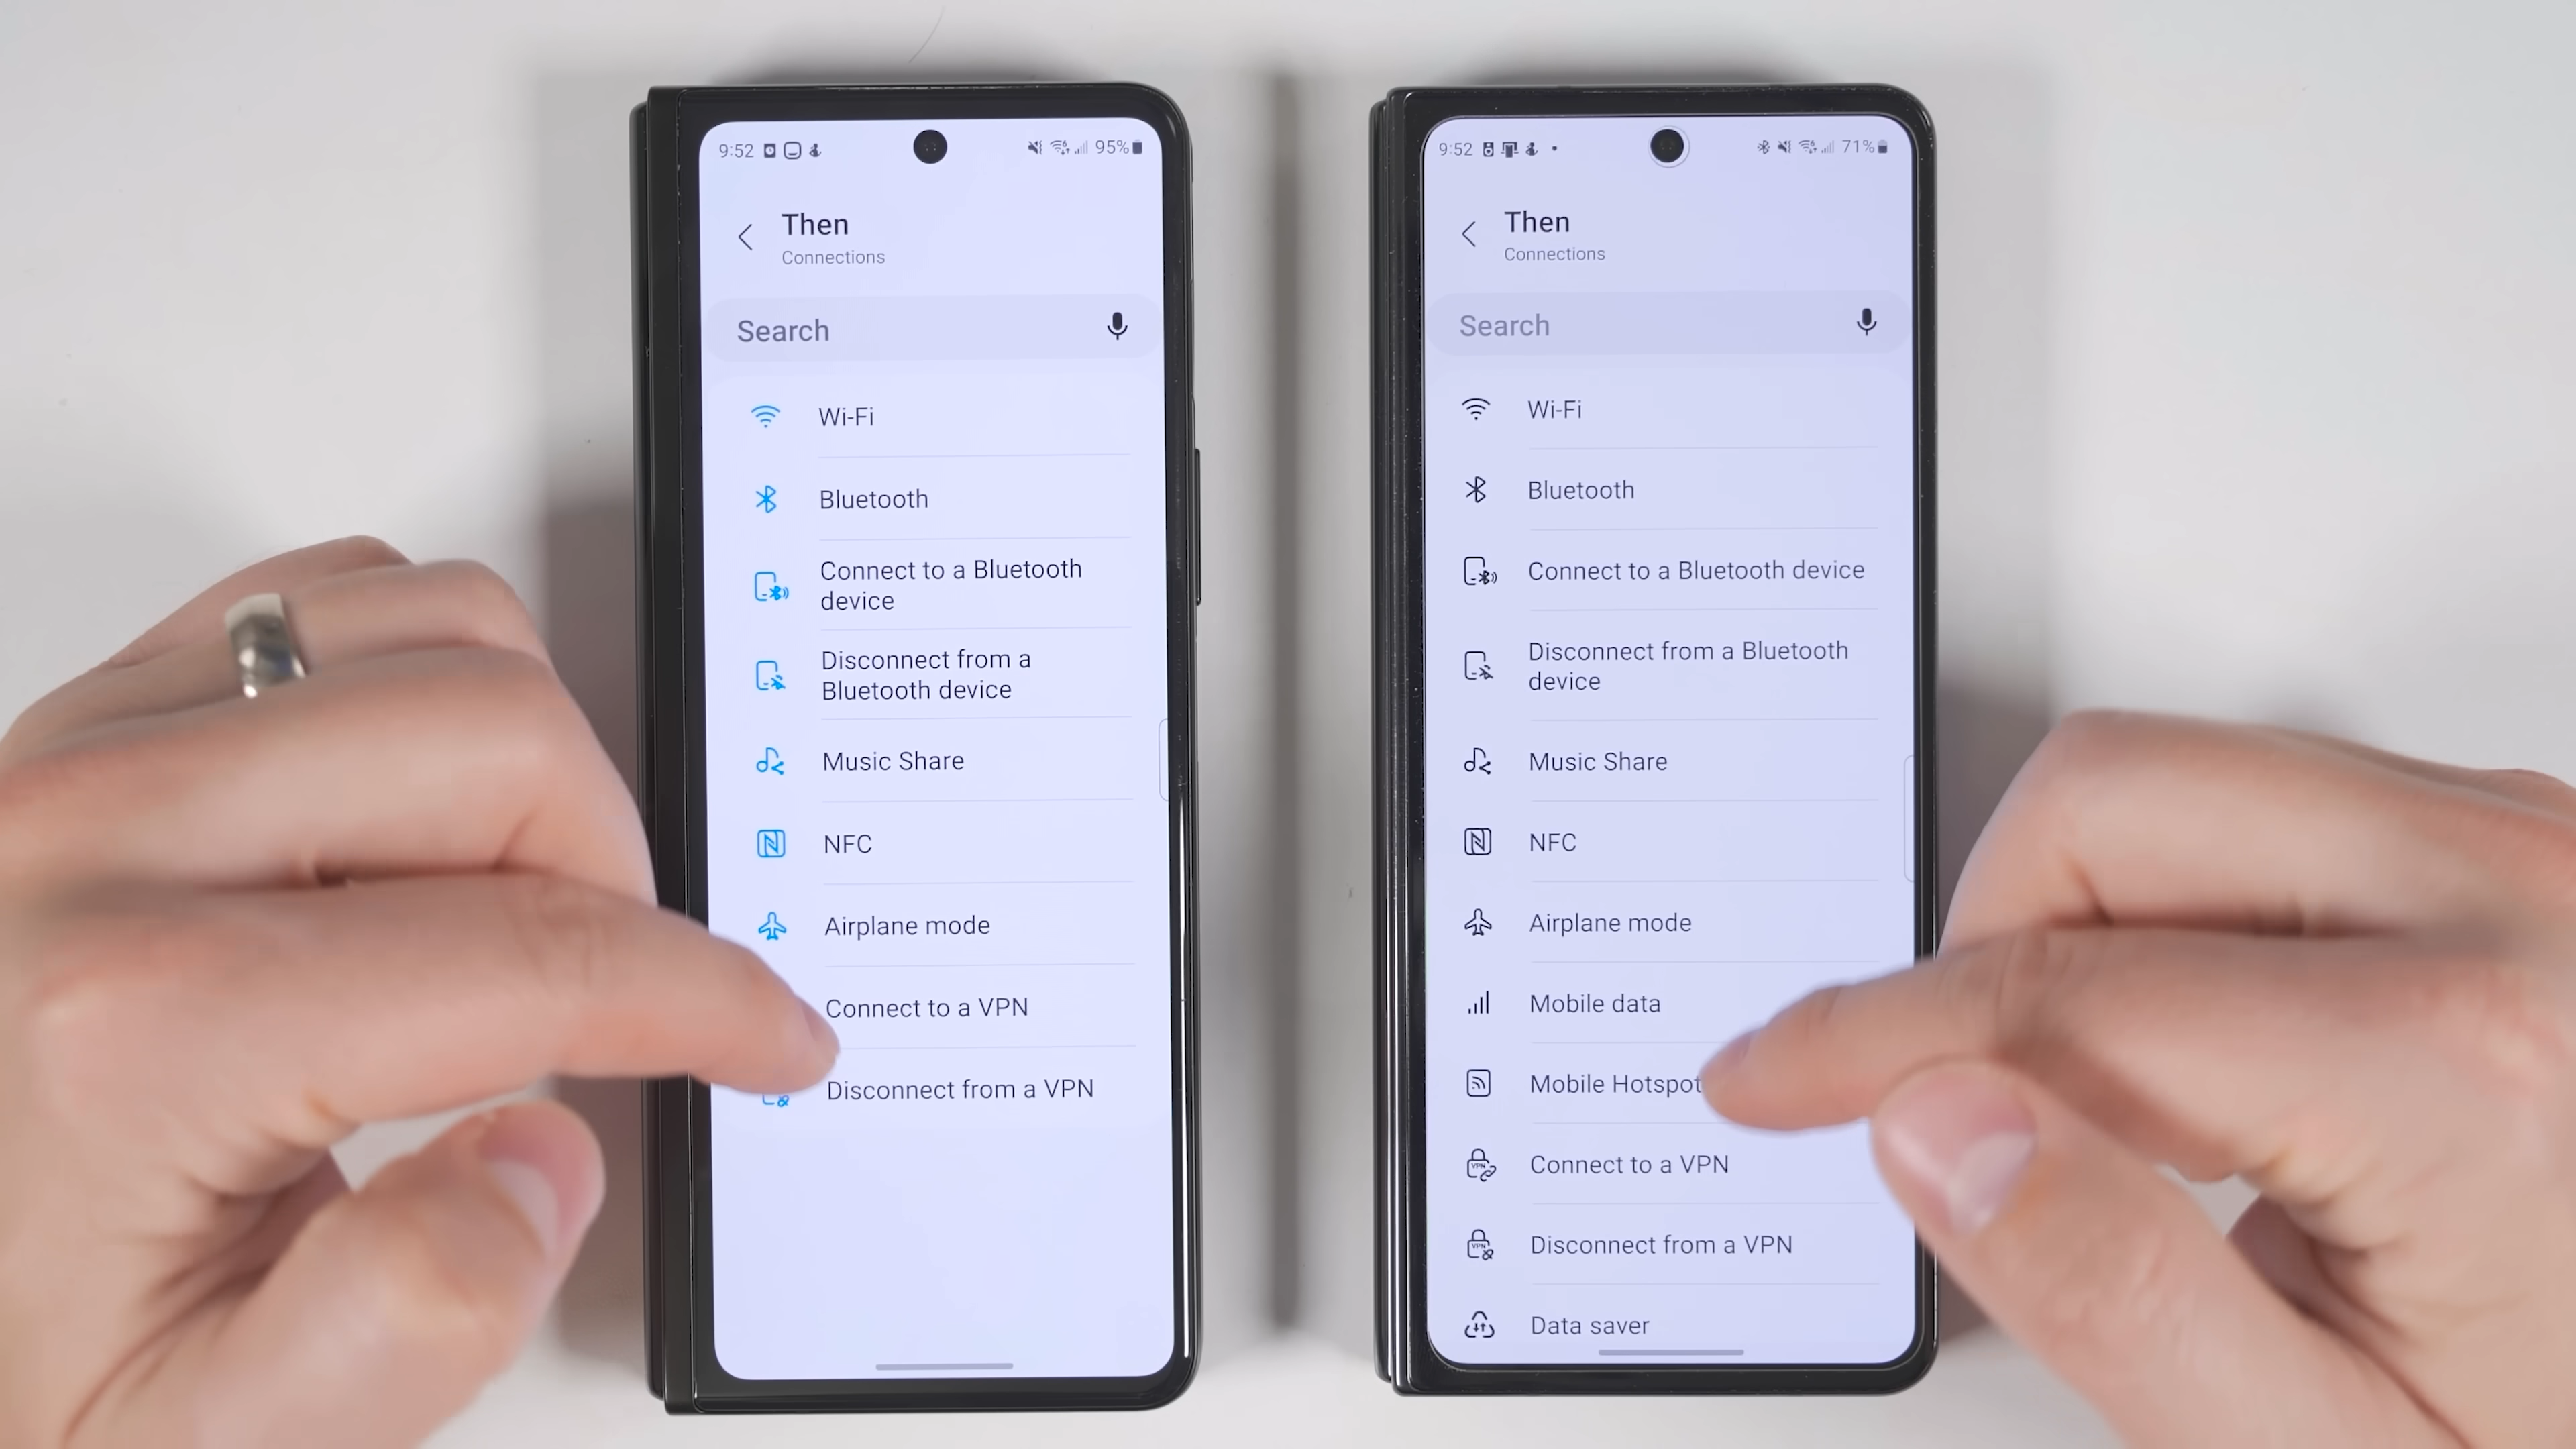 9:52
95%
Then
Connections
Search
Wi-Fi
Bluetooth
Connect to a Bluetooth
device
Disconnect from a
Bluetooth device
Music Share
NFC
Airplane mode
Connect to a VPN
Disconnect from a VPN
9:52
71%
Then
Connections
Search
Wi-Fi
Bluetooth
Connect to a Bluetooth device
Disconnect from a Bluetooth
device
Music Share
NFC
Airplane mode
Mobile data
Mobile Hotspot
VPN
Connect to a VPN
VPN
Disconnect from a VPN
Data saver